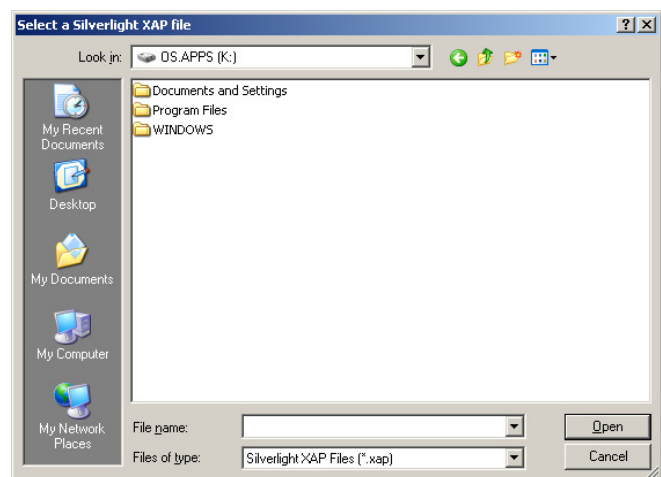 Select a Silverlight XAP file
Look in: OS.APPS (K:)
Documents and Settings
Program Files
WINDOWS
My Recent
Documents
Desktop
My Documents
My Computer
My Network
Places
File name:
Open
Files of type: Silverlight XAP Files (*.xap)
Cancel